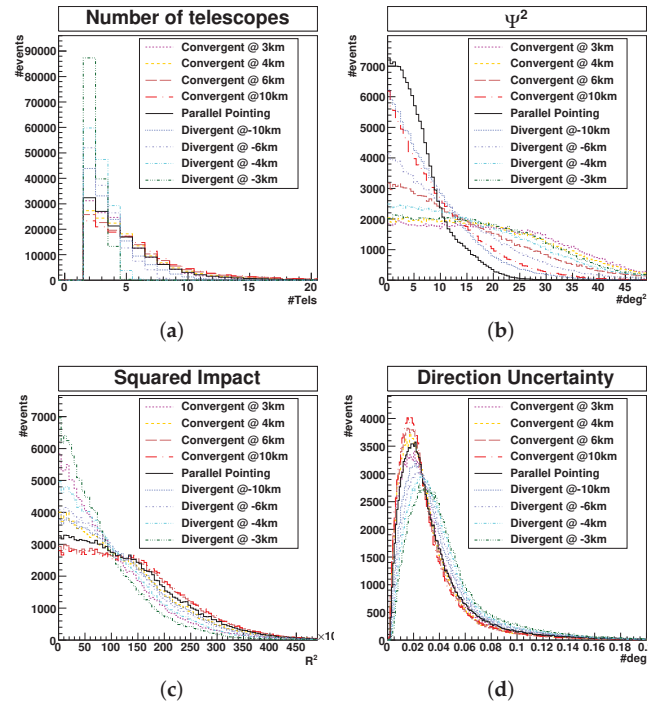 Number of telescopes
#events
90000
80000
70000
60000
50000
40000
30000
20000
10000
0
0
5
10
15
20
#Tels
Convergent @ 3km
Convergent @ 4km
Convergent @ 6km
Convergent @10km
Parallel Pointing
Divergent @-10km
Divergent @ -6km
Divergent @ -4km
Divergent @ -3km
(a)
Ψ²
#events
7000
6000
5000
4000
3000
2000
1000
0
0
5
10
15
20
25
30
35
40
45
#deg²
Convergent @ 3km
Convergent @ 4km
Convergent @ 6km
Convergent @10km
Parallel Pointing
Divergent @-10km
Divergent @ -6km
Divergent @ -4km
Divergent @ -3km
(b)
Squared Impact
#events
7000
6000
5000
4000
3000
2000
1000
0
0
50
100
150
200
250
300
350
400
450
×10
R²
Convergent @ 3km
Convergent @ 4km
Convergent @ 6km
Convergent @10km
Parallel Pointing
Divergent @-10km
Divergent @ -6km
Divergent @ -4km
Divergent @ -3km
(c)
Direction Uncertainty
#events
4000
3500
3000
2500
2000
1500
1000
500
0
0
0.02
0.04
0.06
0.08
0.1
0.12
0.14
0.16
0.18
#deg
Convergent @ 3km
Convergent @ 4km
Convergent @ 6km
Convergent @10km
Parallel Pointing
Divergent @-10km
Divergent @ -6km
Divergent @ -4km
Divergent @ -3km
(d)